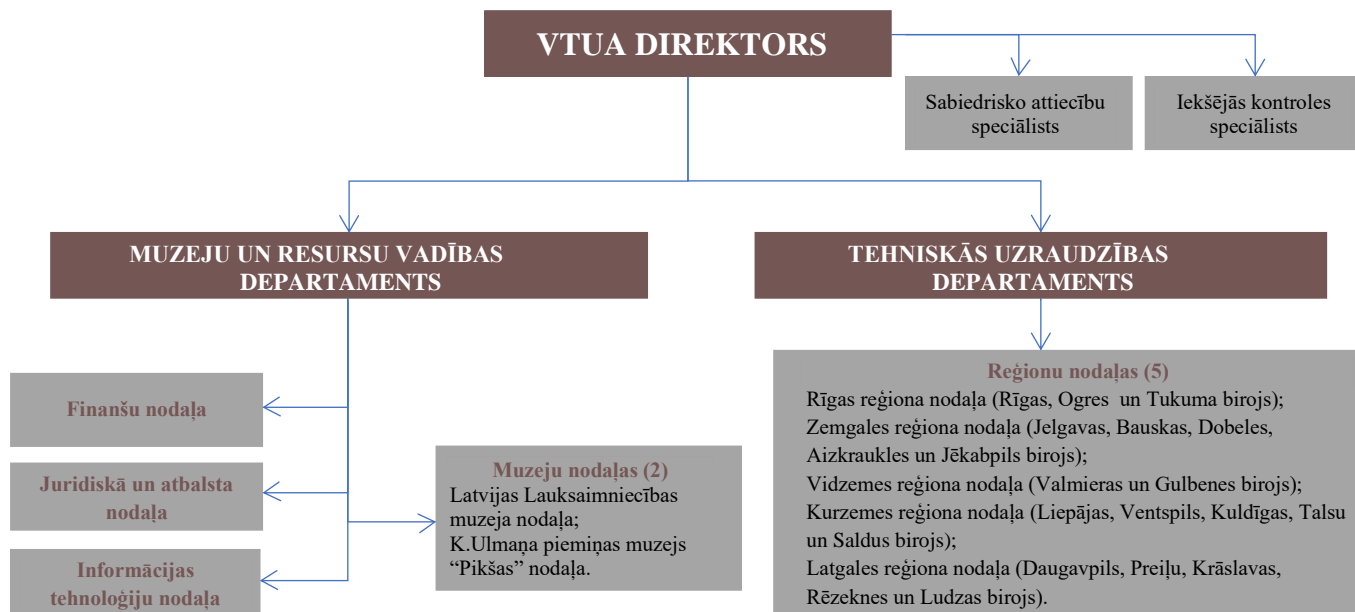 VTUA DIREKTORS
Sabiedrisko attiecību
speciālists
Iekšējās kontroles
speciālists
MUZEJU UN RESURSU VADĪBAS
DEPARTAMENTS
TEHNISKĀS UZRAUDZĪBAS
DEPARTAMENTS
Finanšu nodaļa
Juridiskā un atbalsta
nodaļa
Informācijas
tehnoloģiju nodaļa
Muzeju nodaļas (2)
Latvijas Lauksaimniecības
muzeja nodaļa;
K.Ulmaņa piemiņas muzejs
“Pikšas” nodaļa.
Reģionu nodaļas (5)
Rīgas reģiona nodaļa (Rīgas, Ogres un Tukuma birojs);
Zemgales reģiona nodaļa (Jelgavas, Bauskas, Dobeles,
Aizkraukles un Jēkabpils birojs);
Vidzemes reģiona nodaļa (Valmieras un Gulbenes birojs);
Kurzemes reģiona nodaļa (Liepājas, Ventspils, Kuldīgas, Talsu
un Saldus birojs);
Latgales reģiona nodaļa (Daugavpils, Preiļu, Krāslavas,
Rēzeknes un Ludzas birojs).